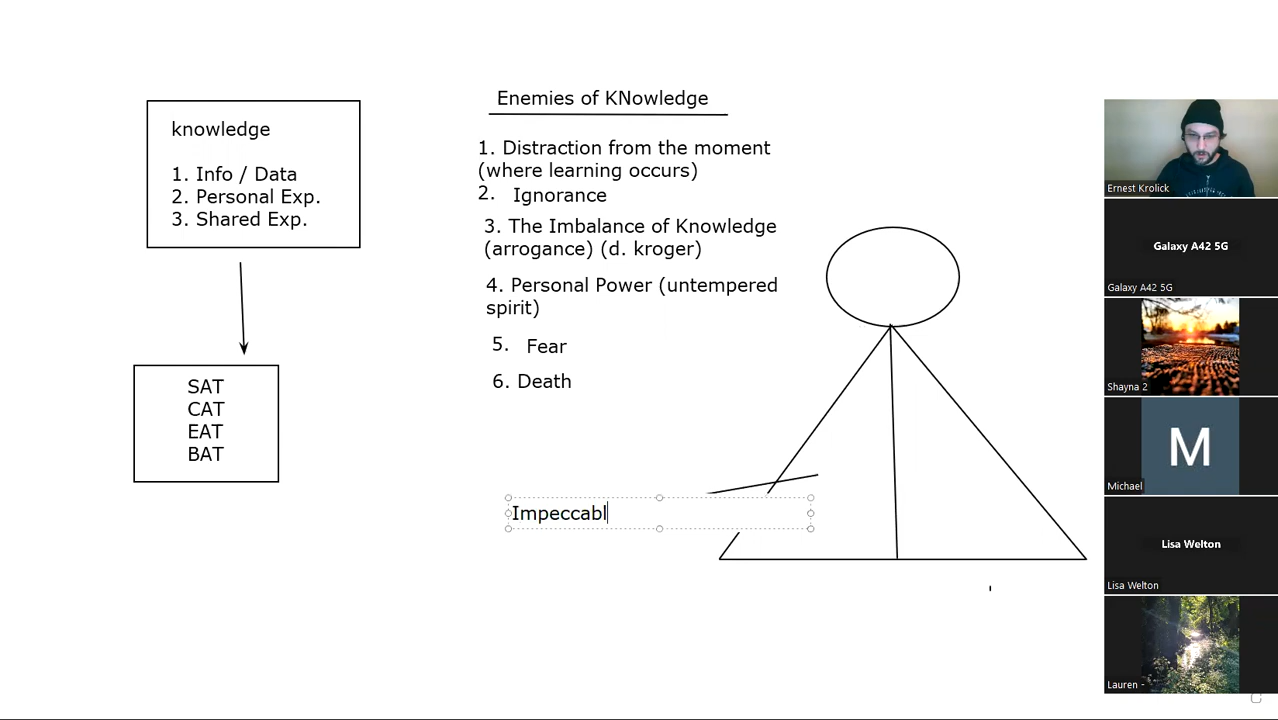 knowledge
1. Info / Data
2. Personal Exp.
3. Shared Exp.
SAT
CAT
EAT
BAT
Enemies of KNowledge
1. Distraction from the moment
(where learning occurs)
2. Ignorance
3. The Imbalance of Knowledge
(arrogance) (d. kroger)
4. Personal Power (untempered
spirit)
5. Fear
6. Death
Impeccabl
Ernest Krolick
Galaxy A42 5G
Galaxy A42 5G
Shayna 2
M
Michael
Lisa Welton
Lisa Welton
Lauren -